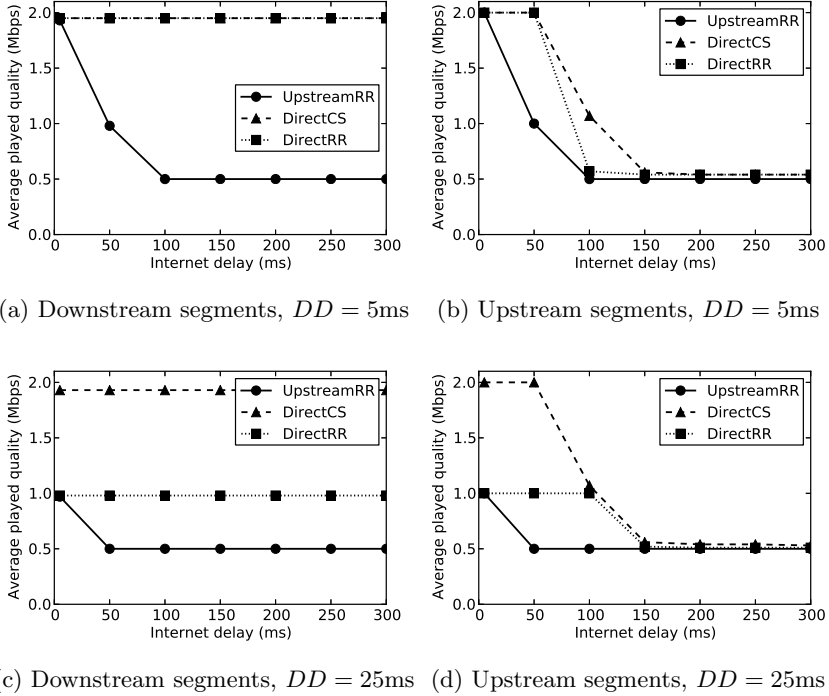 Average played quality (Mbps)
2.0
1.5
1.0
0.5
0.0
UpstreamRR
DirectCS
DirectRR
0 50 100 150 200 250 300
Internet delay (ms)
Average played quality (Mbps)
2.0
1.5
1.0
0.5
0.0
UpstreamRR
DirectCS
DirectRR
0 50 100 150 200 250 300
Internet delay (ms)
(a) Downstream segments, DD = 5ms
(b) Upstream segments, DD = 5ms
Average played quality (Mbps)
2.0
1.5
1.0
0.5
0.0
UpstreamRR
DirectCS
DirectRR
0 50 100 150 200 250 300
Internet delay (ms)
Average played quality (Mbps)
2.0
1.5
1.0
0.5
0.0
UpstreamRR
DirectCS
DirectRR
0 50 100 150 200 250 300
Internet delay (ms)
(c) Downstream segments, DD = 25ms
(d) Upstream segments, DD = 25ms